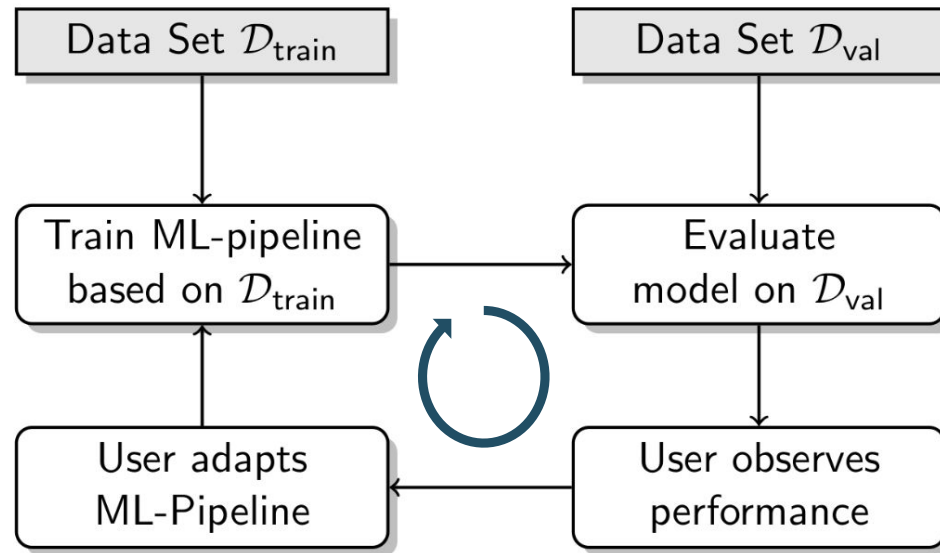 Data Set 𝒟train
Data Set 𝒟val
Train ML-pipeline
based on 𝒟train
Evaluate
model on 𝒟val
User adapts
ML-Pipeline
User observes
performance